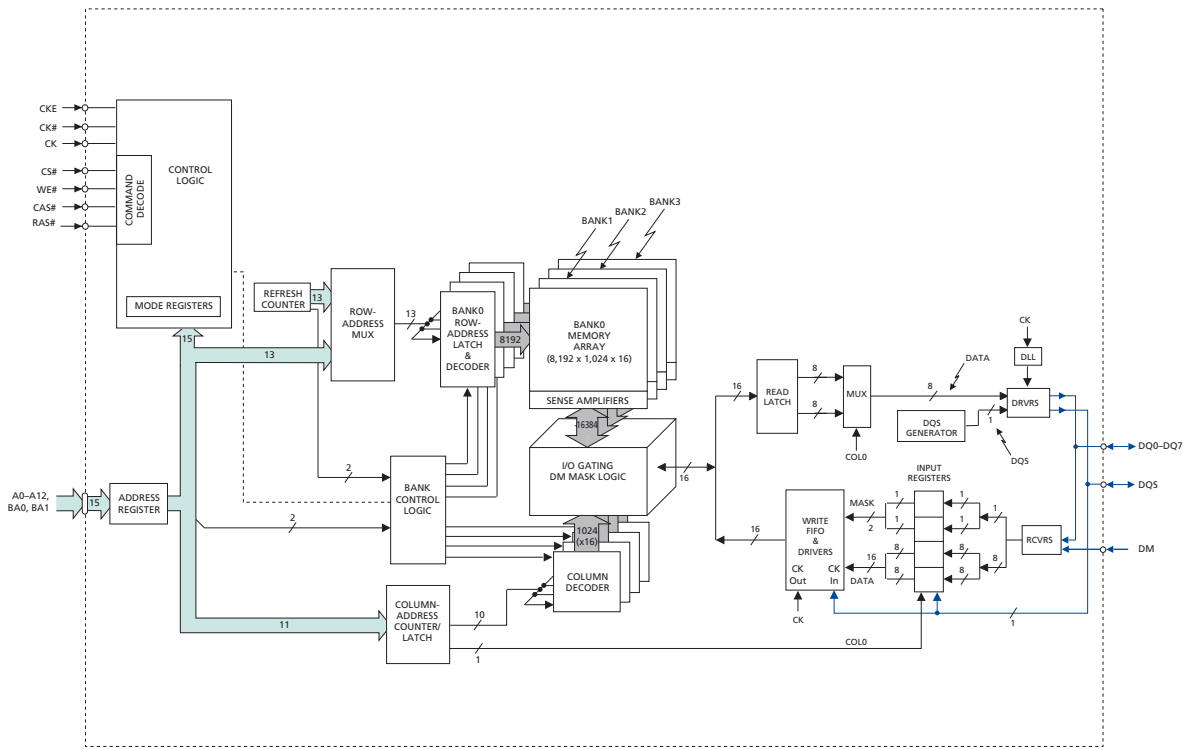 CKE
CK#
CK
CS#
WE#
CAS#
RAS#
COMMAND
DECODE
CONTROL
LOGIC
MODE REGISTERS
15
REFRESH
COUNTER
13
13
ROW-
ADDRESS
MUX
13
BANK0
ROW-
ADDRESS
LATCH
&
DECODER
8192
BANK1
BANK2
BANK3
BANK0
MEMORY
ARRAY
(8,192 x 1,024 x 16)
SENSE AMPLIFIERS
16384
I/O GATING
DM MASK LOGIC
16
A0–A12,
BA0, BA1
15
ADDRESS
REGISTER
2
2
BANK
CONTROL
LOGIC
1024
(x16)
COLUMN
DECODER
11
COLUMN-
ADDRESS
COUNTER/
LATCH
10
1
COL0
16
READ
LATCH
8
8
MUX
COL0
8
DATA
CK
DLL
DRVRS
DQS
GENERATOR
1
DQS
DQ0–DQ7
DQS
DM
INPUT
REGISTERS
16
WRITE
FIFO
&
DRIVERS
CK
Out
CK
In
CK
MASK
2
16
DATA
1
1
8
8
1
1
8
8
1
8
RCVRS
1